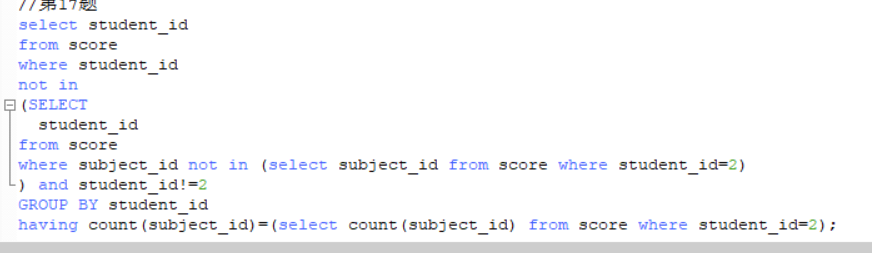 //第17题
select student_id
from score
where student_id
not in
(SELECT
student_id
from score
where subject_id not in (select subject_id from score where student_id=2)
) and student_id!=2
GROUP BY student_id
having count(subject_id)=(select count(subject_id) from score where student_id=2);